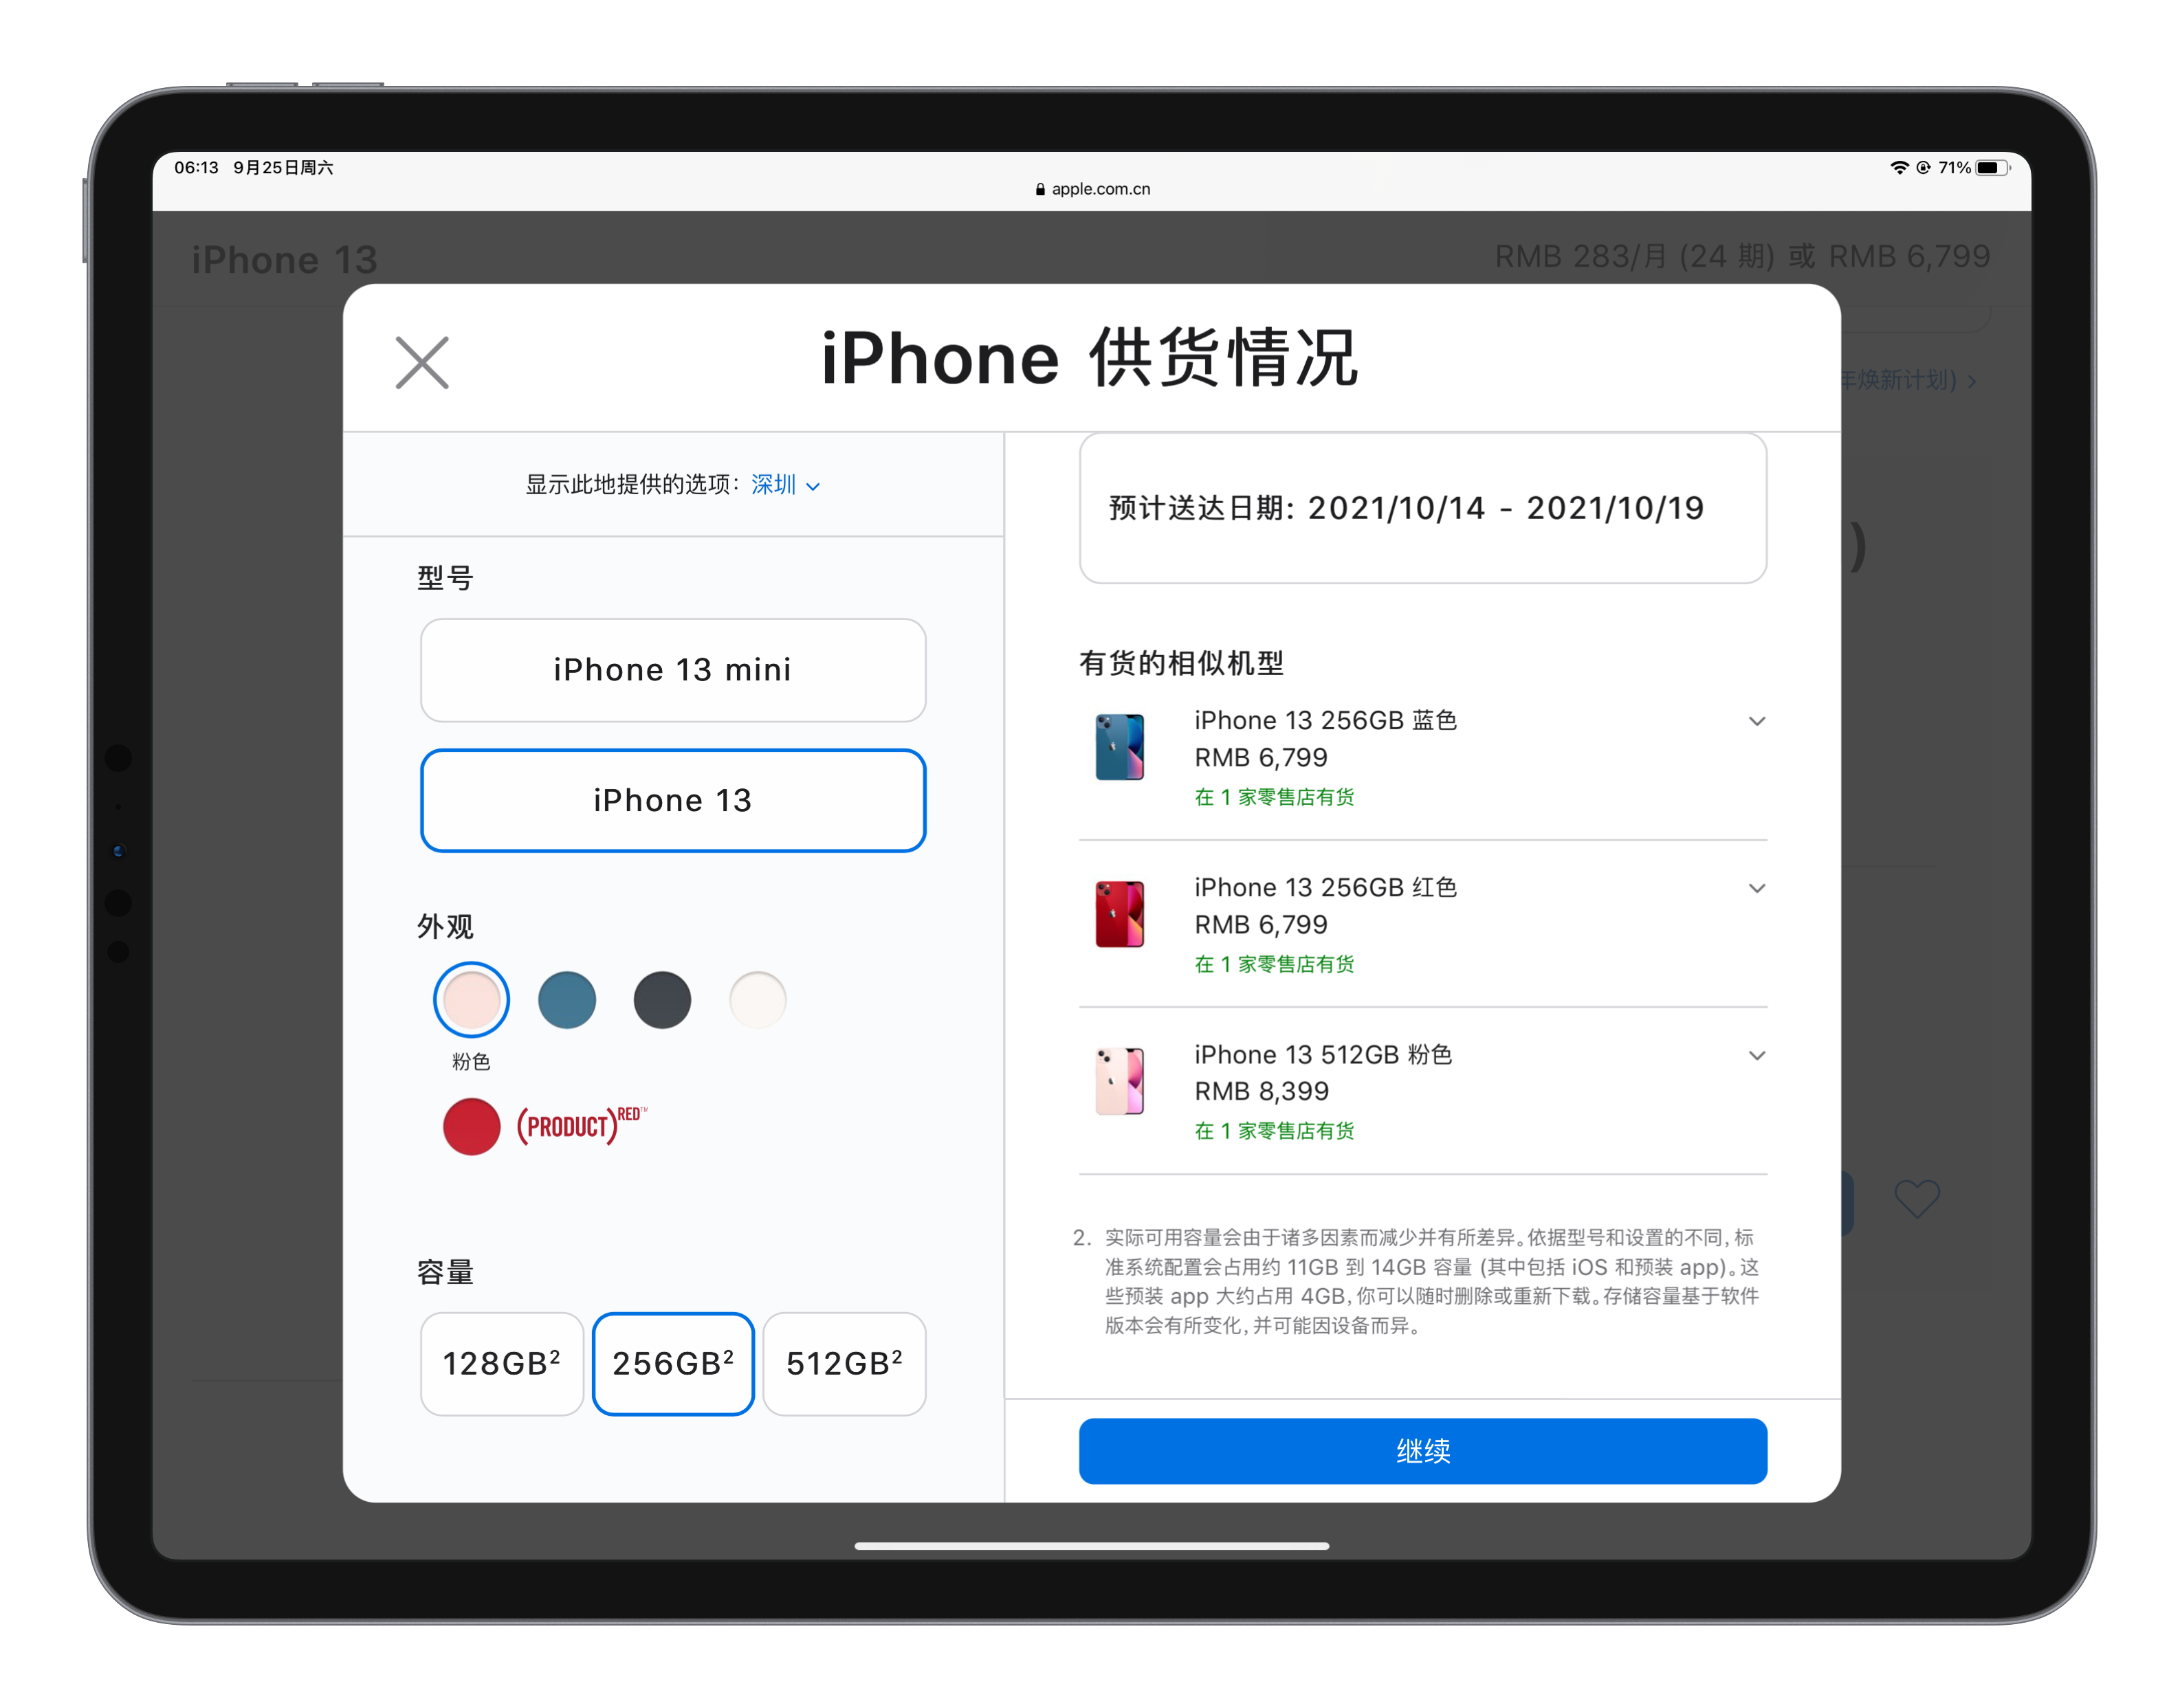 06:13 9月25日周六
71%
apple.com.cn
iPhone 13
RMB 283/月 (24 期) 或 RMB 6,799
年焕新计划)
)
iPhone 供货情况
显示此地提供的选项：深圳
型号
iPhone 13 mini
iPhone 13
外观
粉色
(PRODUCT)RED™
容量
128GB²
256GB²
512GB²
预计送达日期: 2021/10/14 - 2021/10/19
有货的相似机型
iPhone 13 256GB 蓝色
RMB 6,799
在 1 家零售店有货
iPhone 13 256GB 红色
RMB 6,799
在 1 家零售店有货
iPhone 13 512GB 粉色
RMB 8,399
在 1 家零售店有货
2. 实际可用容量会由于诸多因素而减少并有所差异。依据型号和设置的不同，标
准系统配置会占用约 11GB 到 14GB 容量 (其中包括 iOS 和预装 app)。这
些预装 app 大约占用 4GB，你可以随时删除或重新下载。存储容量基于软件
版本会有所变化，并可能因设备而异。
继续